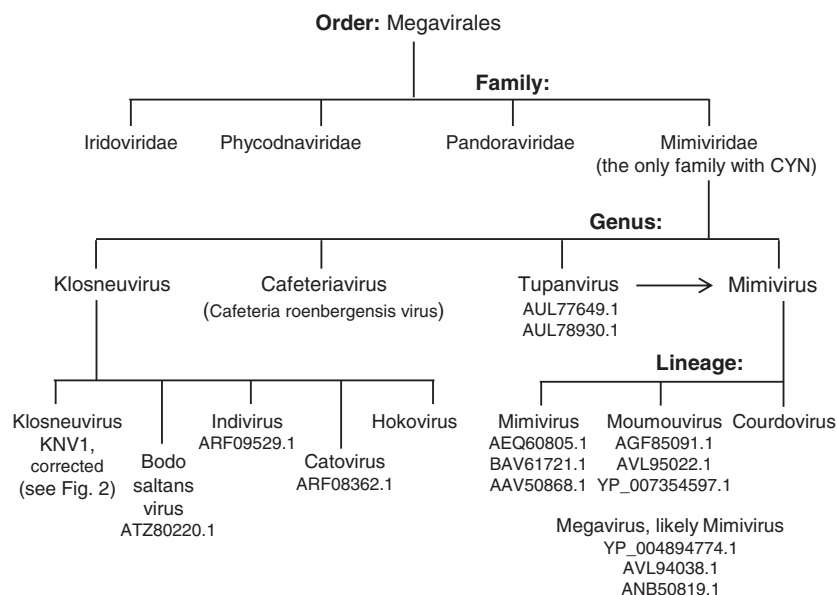 Order: Megavirales
Family:
Iridoviridae Phycodnaviridae Pandoraviridae Mimiviridae
(the only family with CYN)
Genus:
Klosneuvirus Cafeteriavirus Tupanvirus Mimivirus
(Cafeteria roenbergensis virus) AUL77649.1
AUL78930.1
Lineage:
Klosneuvirus Indivirus Hokovirus Mimivirus Moumouvirus Courdovirus
KNV1, ARF09529.1 AEQ60805.1 AGF85091.1
corrected Bodo Catovirus BAV61721.1 AVL95022.1
(see Fig. 2) saltans ARF08362.1 AAV50868.1 YP_007354597.1
virus
ATZ80220.1
Megavirus, likely Mimivirus
YP_004894774.1
AVL94038.1
ANB50819.1